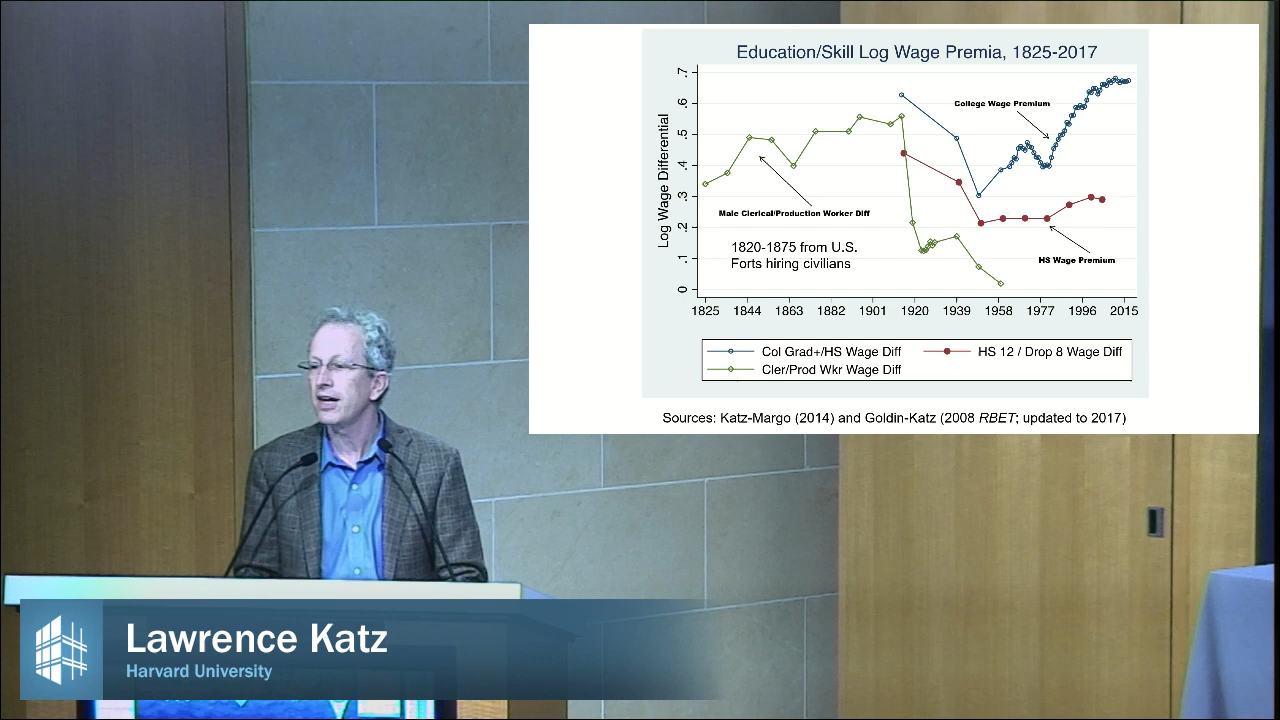 Education/Skill Log Wage Premia, 1825-2017
Log Wage Differential
.7
.6
.5
.4
.3
.2
.1
0
College Wage Premium
Male Clerical/Production Worker Diff
1820-1875 from U.S.
Forts hiring civilians
HS Wage Premium
1825 1844 1863 1882 1901 1920 1939 1958 1977 1996 2015
Col Grad+/HS Wage Diff
HS 12 / Drop 8 Wage Diff
Cler/Prod Wkr Wage Diff
Sources: Katz-Margo (2014) and Goldin-Katz (2008 RBET; updated to 2017)
Lawrence Katz
Harvard University